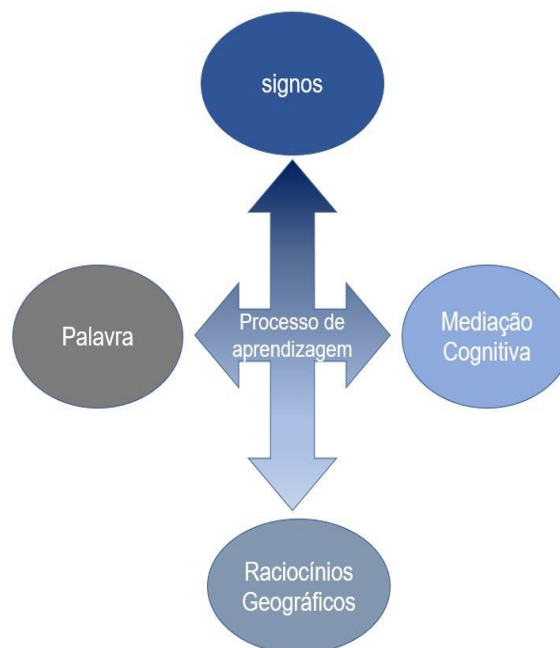 signos
Palavra
Processo de
aprendizagem
Mediação
Cognitiva
Raciocínios
Geográficos